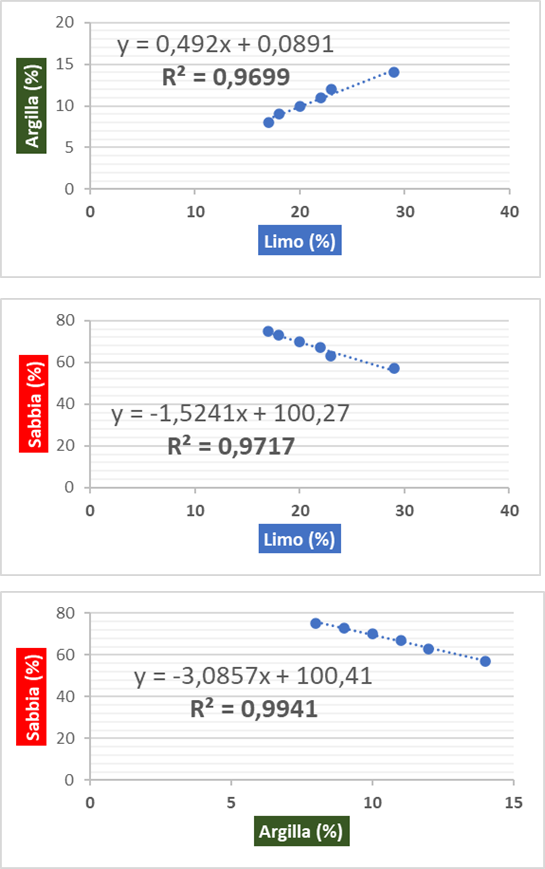 20
y = 0,492x + 0,0891
R² = 0,9699
15
10
5
0
Argilla (%)
0 10 20 30 40
Limo (%)
80
60
40
y = -1,5241x + 100,27
R² = 0,9717
20
0
Sabbia (%)
0 10 20 30 40
Limo (%)
80
60
y = -3,0857x + 100,41
R² = 0,9941
40
20
0
Sabbia (%)
0 5 10 15
Argilla (%)